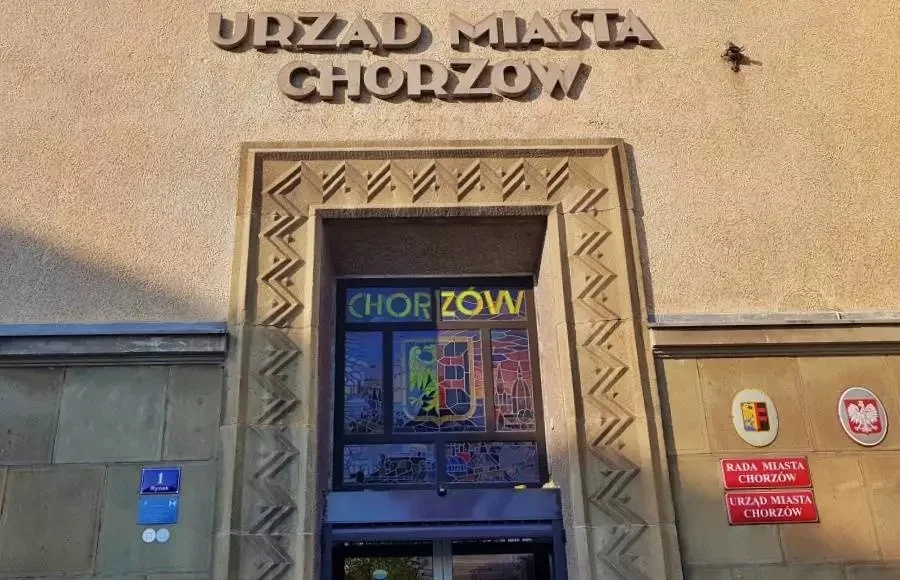 URZĄD MIASTA
CHORZÓW
CHORZÓW
1
Rynek
RADA MIASTA
CHORZÓW
URZĄD MIASTA
CHORZÓW